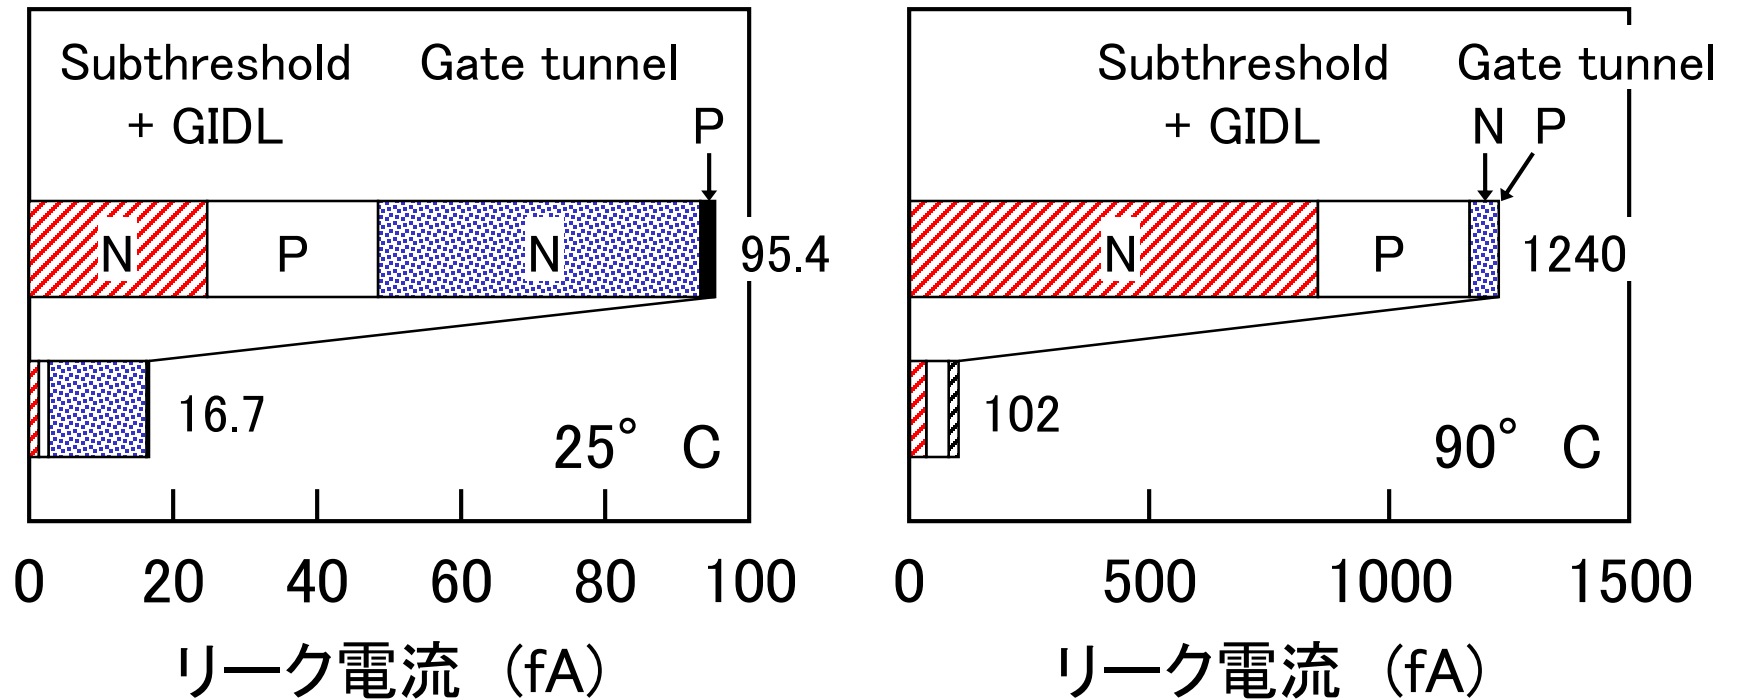 Subthreshold
+ GIDL
Gate tunnel
P
N
P
N
95.4
16.7
25° C
0 20 40 60 80 100
リーク電流 (fA)
Subthreshold
+ GIDL
Gate tunnel
N P
N
P
1240
102
90° C
0 500 1000 1500
リーク電流 (fA)